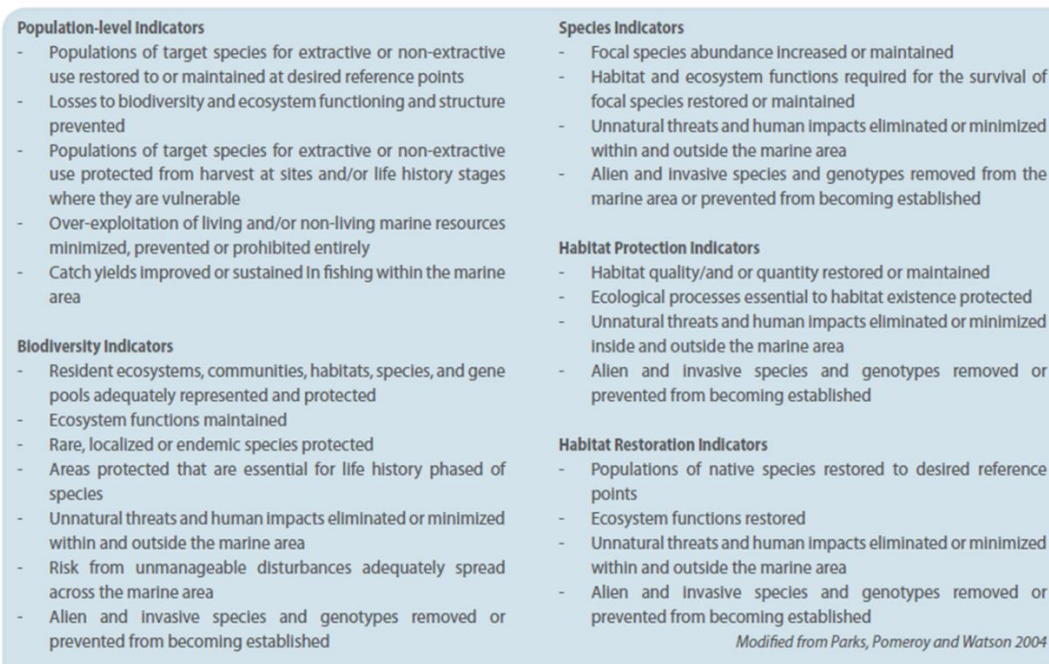 Population-level Indicators
- Populations of target species for extractive or non-extractive
use restored to or maintained at desired reference points
- Losses to biodiversity and ecosystem functioning and structure
prevented
- Populations of target species for extractive or non-extractive
use protected from harvest at sites and/or life history stages
where they are vulnerable
- Over-exploitation of living and/or non-living marine resources
minimized, prevented or prohibited entirely
- Catch yields improved or sustained in fishing within the marine
area
Biodiversity Indicators
- Resident ecosystems, communities, habitats, species, and gene
pools adequately represented and protected
- Ecosystem functions maintained
- Rare, localized or endemic species protected
- Areas protected that are essential for life history phased of
species
- Unnatural threats and human impacts eliminated or minimized
within and outside the marine area
- Risk from unmanageable disturbances adequately spread
across the marine area
- Alien and invasive species and genotypes removed or
prevented from becoming established
Species Indicators
- Focal species abundance increased or maintained
- Habitat and ecosystem functions required for the survival of
focal species restored or maintained
- Unnatural threats and human impacts eliminated or minimized
within and outside the marine area
- Alien and invasive species and genotypes removed from the
marine area or prevented from becoming established
Habitat Protection Indicators
- Habitat quality/and or quantity restored or maintained
- Ecological processes essential to habitat existence protected
- Unnatural threats and human impacts eliminated or minimized
inside and outside the marine area
- Alien and invasive species and genotypes removed or
prevented from becoming established
Habitat Restoration Indicators
- Populations of native species restored to desired reference
points
- Ecosystem functions restored
- Unnatural threats and human impacts eliminated or minimized
within and outside the marine area
- Alien and invasive species and genotypes removed or
prevented from becoming established
Modified from Parks, Pomeroy and Watson 2004